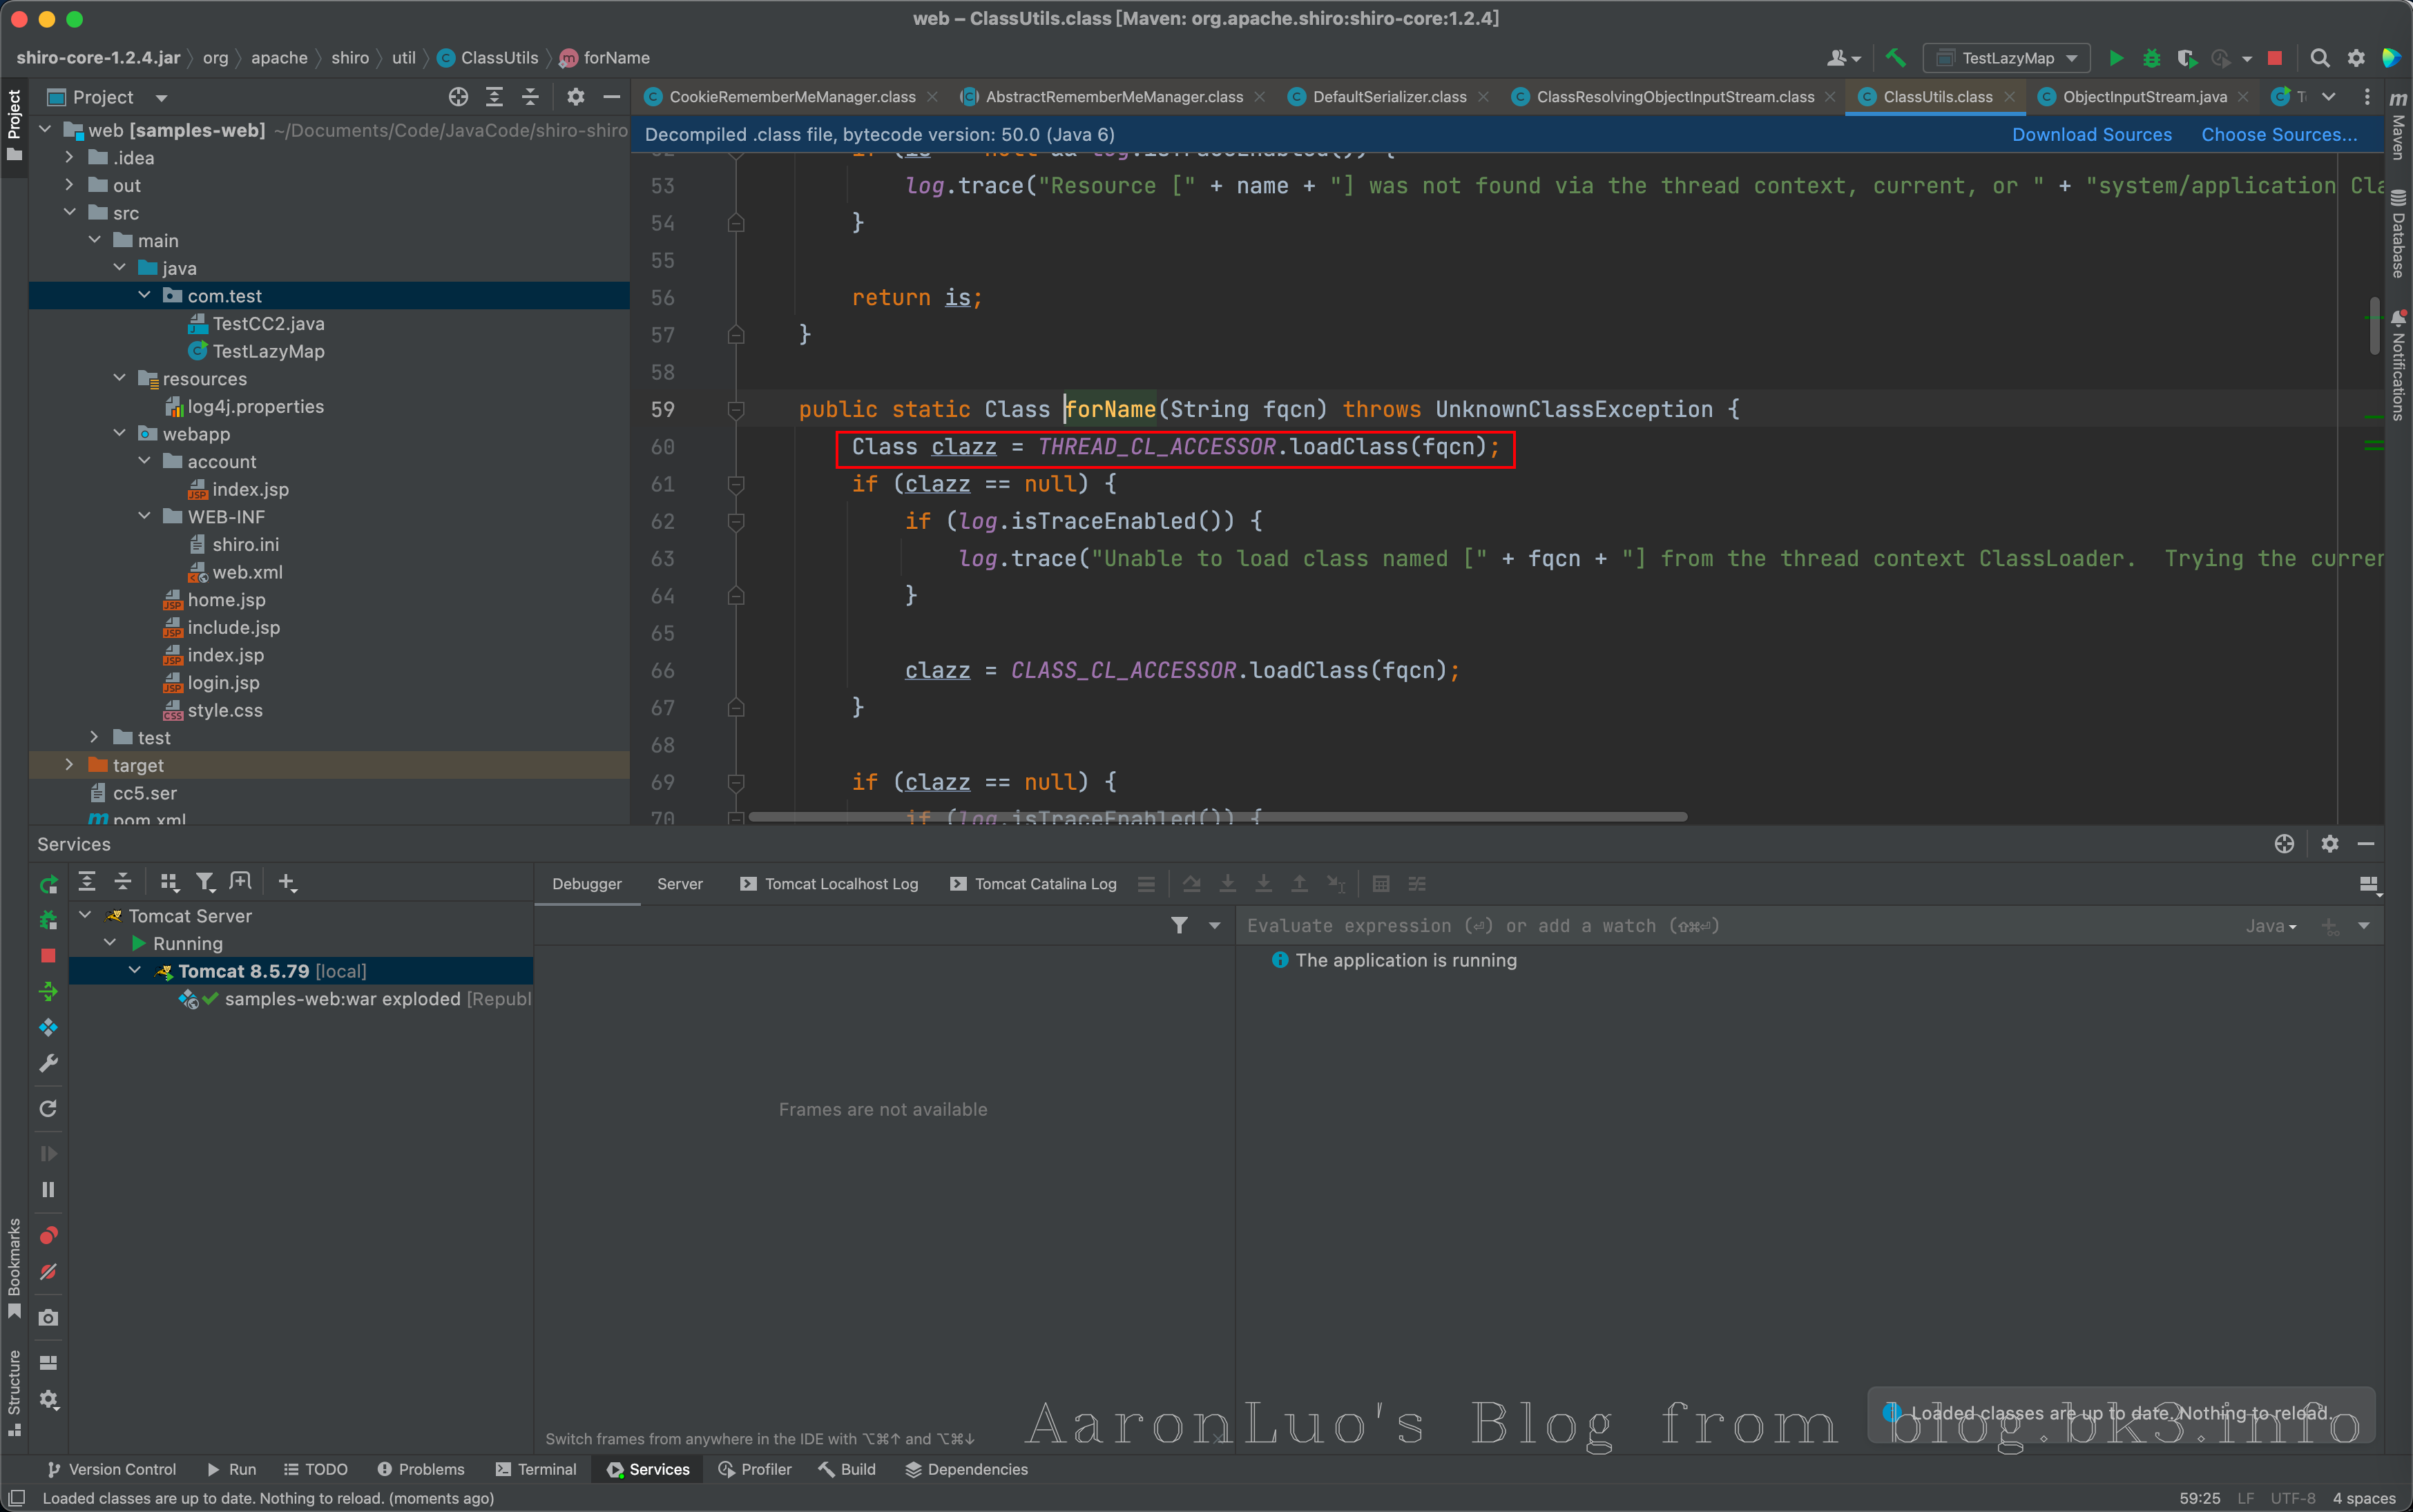 web – ClassUtils.class [Maven: org.apache.shiro:shiro-core:1.2.4]
shiro-core-1.2.4.jar org apache shiro util ClassUtils forName
TestLazyMap
Project
CookieRememberMeManager.class AbstractRememberMeManager.class DefaultSerializer.class ClassResolvingObjectInputStream.class ClassUtils.class ObjectInputStream.java
Decompiled .class file, bytecode version: 50.0 (Java 6) Download Sources Choose Sources...
Project
Bookmarks
Structure
Maven
Database
Notifications
web [samples-web] ~/Documents/Code/JavaCode/shiro-shiro
.idea
out
src
main
java
com.test
TestCC2.java
TestLazyMap
resources
log4j.properties
webapp
account
index.jsp
WEB-INF
shiro.ini
web.xml
home.jsp
include.jsp
index.jsp
login.jsp
style.css
test
target
cc5.ser
pom.xml
53 log.trace("Resource [" + name + "] was not found via the thread context, current, or " + "system/application Cla
54 }
55
56 return is;
57 }
58
59 public static Class forName(String fqcn) throws UnknownClassException {
60 Class clazz = THREAD_CL_ACCESSOR.loadClass(fqcn);
61 if (clazz == null) {
62 if (log.isTraceEnabled()) {
63 log.trace("Unable to load class named [" + fqcn + "] from the thread context ClassLoader.  Trying the curren
64 }
65
66 clazz = CLASS_CL_ACCESSOR.loadClass(fqcn);
67 }
68
69 if (clazz == null) {
70 if (log.isTraceEnabled()) {
Services
Debugger Server Tomcat Localhost Log Tomcat Catalina Log
Tomcat Server
Running
Tomcat 8.5.79 [local]
samples-web:war exploded [Republ
Evaluate expression (⏎) or add a watch (⇧⌘⏎) Java
The application is running
Frames are not available
Switch frames from anywhere in the IDE with ⌥⌘↑ and ⌥⌘↓
Loaded classes are up to date. Nothing to reload.
AaronLuo's Blog from blog.bk3.info
Version Control Run TODO Problems Terminal Services Profiler Build Dependencies
Loaded classes are up to date. Nothing to reload. (moments ago) 59:25 LF UTF-8 4 spaces